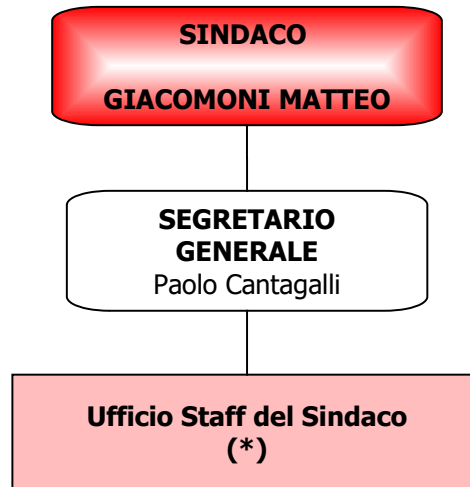 SINDACO
GIACOMONI MATTEO
SEGRETARIO
GENERALE
Paolo Cantagalli
Ufficio Staff del Sindaco
(*)